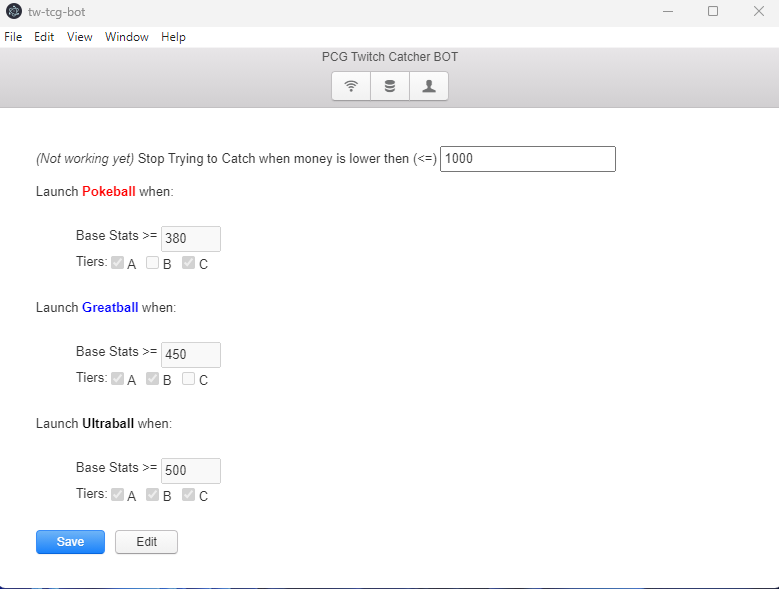 tw-tcg-bot
File Edit View Window Help
PCG Twitch Catcher BOT
(Not working yet) Stop Trying to Catch when money is lower then (<=) 1000
Launch Pokeball when:
Base Stats >= 380
Tiers: A B C
Launch Greatball when:
Base Stats >= 450
Tiers: A B C
Launch Ultraball when:
Base Stats >= 500
Tiers: A B C
Save Edit